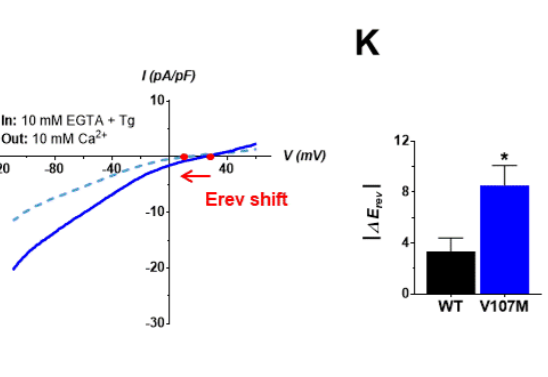 K
I (pA/pF)
10
In: 10 mM EGTA + Tg
Out: 10 mM Ca2+
20 -80 -40 40 V (mV)
Erev shift
-10
-20
-30
12
8
4
0
|Δ Erev|
*
WT V107M